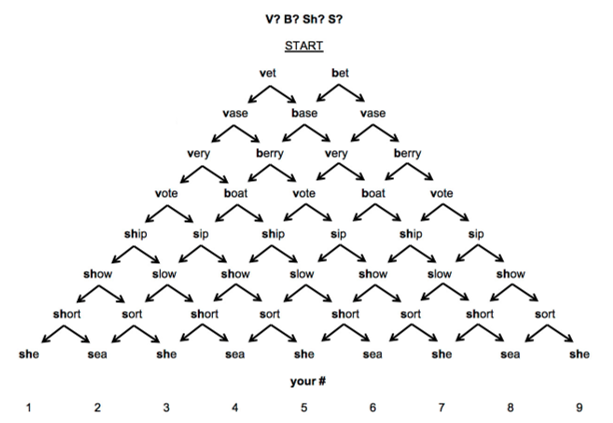 V? B? Sh? S?
START
vet bet
vase base vase
very berry very berry
vote boat vote boat vote
ship sip ship sip ship sip
show slow show slow show slow show
short sort short sort short sort short sort
she sea she sea she sea she sea she
your #
1 2 3 4 5 6 7 8 9